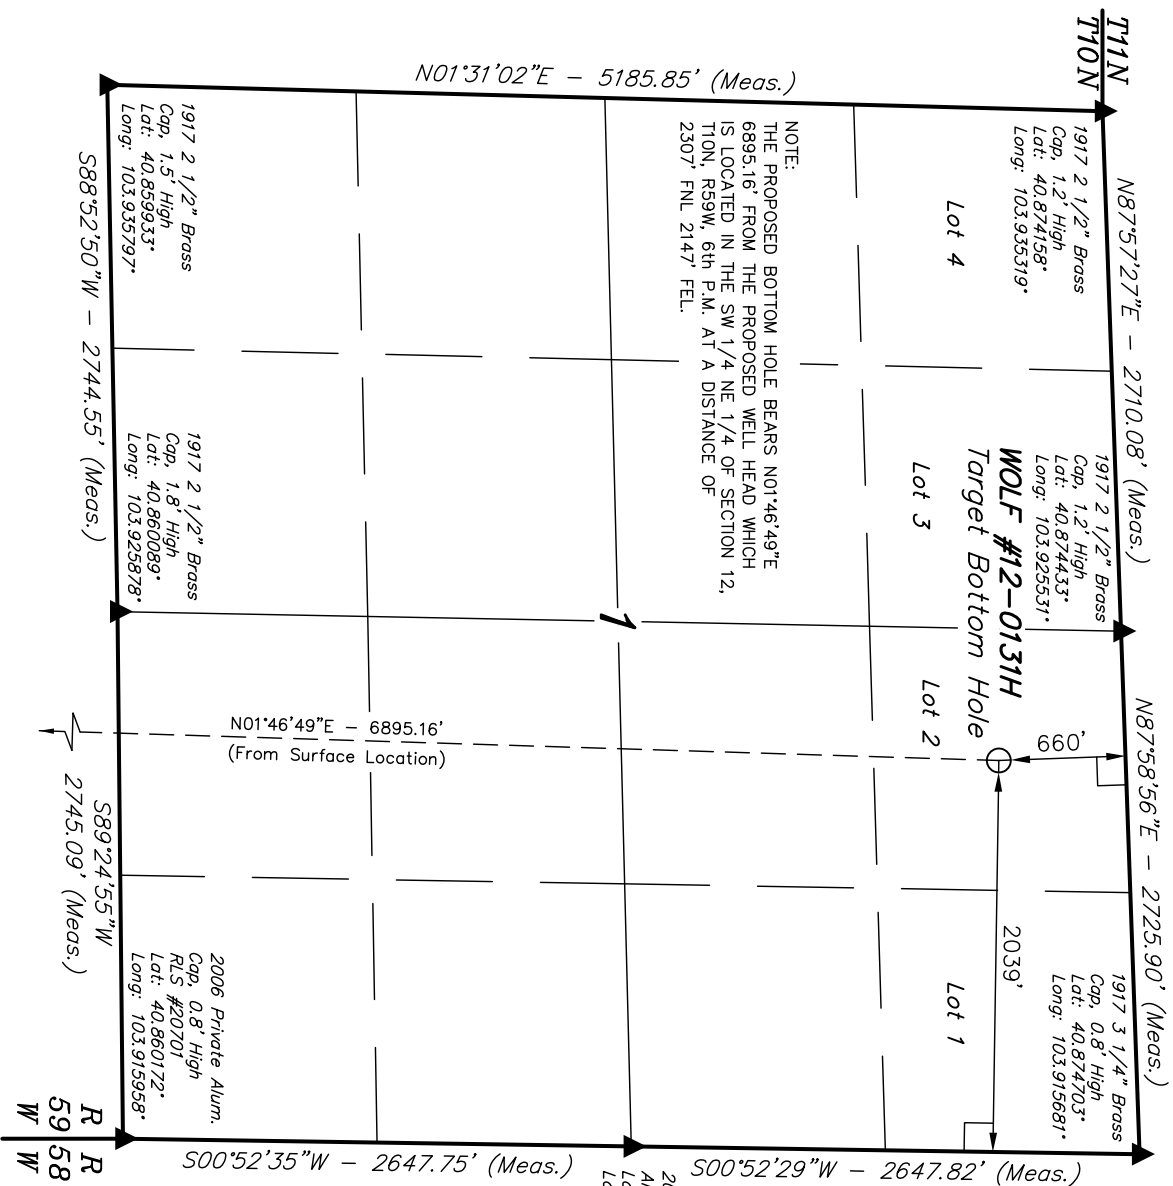 T11N
T10N
N87°57'27"E - 2710.08' (Meas.)
N87°58'56"E - 2725.90' (Meas.)
1917 2 1/2" Brass
Cap, 1.2' High
Lat: 40.874158°
Long: 103.935319°
1917 2 1/2" Brass
Cap, 1.2' High
Lat: 40.874433°
Long: 103.925531°
1917 3 1/4" Brass
Cap, 0.8' High
Lat: 40.874703°
Long: 103.915681°
660'
WOLF #12-0131H
Target Bottom Hole
2039'
Lot 4
Lot 3
Lot 2
Lot 1
N01°31'02"E - 5185.85' (Meas.)
NOTE:
THE PROPOSED BOTTOM HOLE BEARS N01°46'49"E
6895.16' FROM THE PROPOSED WELL HEAD WHICH
IS LOCATED IN THE SW 1/4 NE 1/4 OF SECTION 12,
T10N, R59W, 6th P.M. AT A DISTANCE OF
2307' FNL 2147' FEL.
1
S00°52'29"W - 2647.82' (Meas.)
S00°52'35"W - 2647.75' (Meas.)
N01°46'49"E - 6895.16'
(From Surface Location)
1917 2 1/2" Brass
Cap, 1.5' High
Lat: 40.859933°
Long: 103.935797°
1917 2 1/2" Brass
Cap, 1.8' High
Lat: 40.860089°
Long: 103.925878°
2006 Private Alum.
Cap, 0.8' High
RLS #20701
Lat: 40.860172°
Long: 103.915958°
S88°52'50"W - 2744.55' (Meas.)
S89°24'55"W
2745.09' (Meas.)
R R
59 58
W W